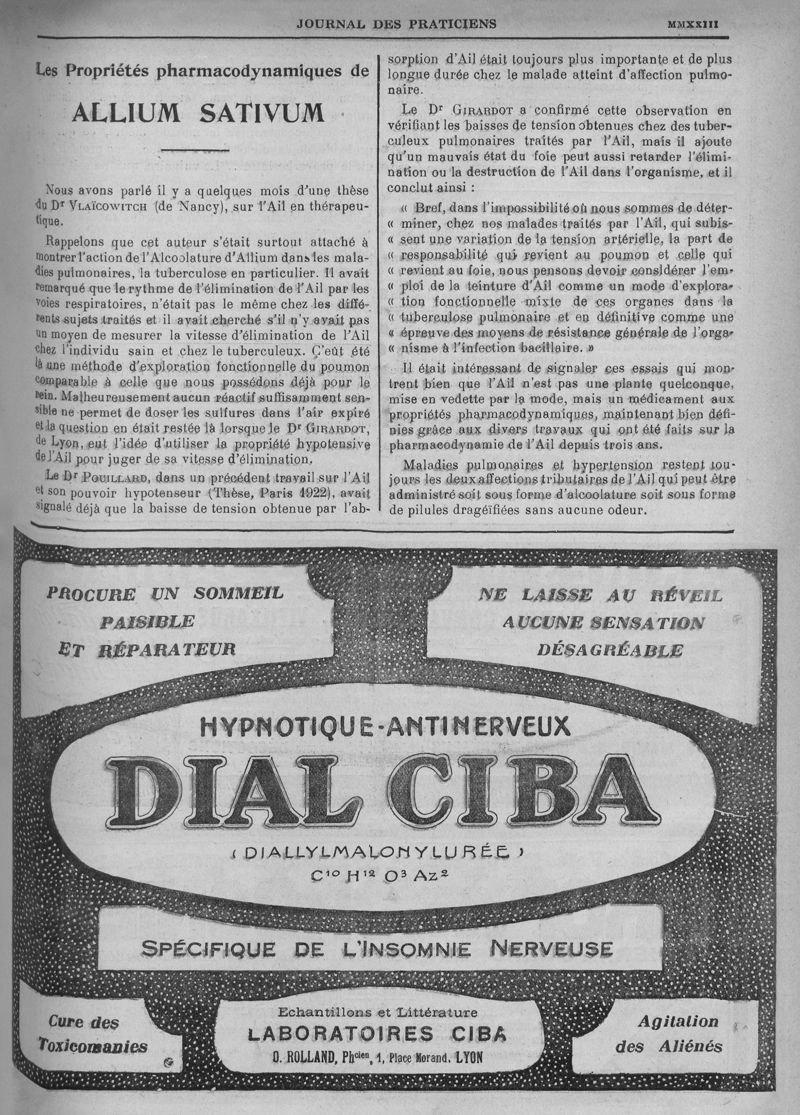 JOURNAL DES PRATICIENS
MMXXIII
Les Propriétés pharmacodynamiques de
ALLIUM SATIVUM
Nous avons parlé il y a quelques mois d'une thèse
du Dr VLAÏCOWITCH (de Nancy), sur l'Ail en thérapeu-
tique.
Rappelons que cet auteur s'était surtout attaché à
montrer l'action de l'Alcoolature d'Allium dans les mala-
dies pulmonaires, la tuberculose en particulier. Il avait
remarqué que le rythme de l'élimination de l'Ail par les
voies respiratoires, n'était pas le même chez les diffé-
rents sujets traités et il avait cherché s'il n'y avait pas
un moyen de mesurer la vitesse d'élimination de l'Ail
chez l'individu sain et chez le tuberculeux. Ç'eût été
là une méthode d'exploration fonctionnelle du poumon
comparable à celle que nous possédons déjà pour le
rein. Malheureusement aucun réactif suffisamment sen-
sible ne permet de doser les sulfures dans l'air expiré
et la question en était restée là lorsque le Dr GIRARDOT,
de Lyon, eut l'idée d'utiliser la propriété hypotensive
de l'Ail pour juger de sa vitesse d'élimination.
Le Dr POUILLARD, dans un précédent travail sur l'Ail
et son pouvoir hypotenseur (Thèse, Paris 1922), avait
signalé déjà que la baisse de tension obtenue par l'ab-
sorption d'Ail était toujours plus importante et de plus
longue durée chez le malade atteint d'affection pulmo-
naire.
Le Dr GIRARDOT a confirmé cette observation en
vérifiant les baisses de tension obtenues chez des tuber-
culeux pulmonaires traités par l'Ail, mais il ajoute
qu'un mauvais état du foie peut aussi retarder l'élimi-
nation ou la destruction de l'Ail dans l'organisme, et il
conclut ainsi :
« Bref, dans l'impossibilité où nous sommes de déter-
« miner, chez nos malades traités par l'Ail, qui subis-
« sent une variation de la tension artérielle, la part de
« responsabilité qui revient au poumon et celle qui
« revient au foie, nous pensons devoir considérer l'em-
« ploi de la teinture d'Ail comme un mode d'explora-
« tion fonctionnelle mixte de ces organes dans la
« tuberculose pulmonaire et en définitive comme une
« épreuve des moyens de résistance générale de l'orga-
« nisme à l'infection bacillaire. »
Il était intéressant de signaler ces essais qui mon-
trent bien que l'Ail n'est pas une plante quelconque,
mise en vedette par la mode, mais un médicament aux
propriétés pharmacodynamiques, maintenant bien défi-
nies grâce aux divers travaux qui ont été faits sur la
pharmacodynamie de l'Ail depuis trois ans.
Maladies pulmonaires et hypertension restent tou-
jours les deux affections tributaires de l'Ail qui peut être
administré soit sous forme d'alcoolature soit sous forme
de pilules dragéifiées sans aucune odeur.
PROCURE UN SOMMEIL
PAISIBLE
ET RÉPARATEUR
NE LAISSE AU RÉVEIL
AUCUNE SENSATION
DÉSAGRÉABLE
HYPNOTIQUE-ANTINERVEUX
DIAL CIBA
(DIALLYLMALONYLURÉE)
C¹⁰ H¹² O³ Az²
SPÉCIFIQUE DE L'INSOMNIE NERVEUSE
Cure des
Toxicomanies
Echantillons et Littérature
LABORATOIRES CIBA
O. ROLLAND, Phcien, 1, Place Morand, LYON
Agitation
des Aliénés